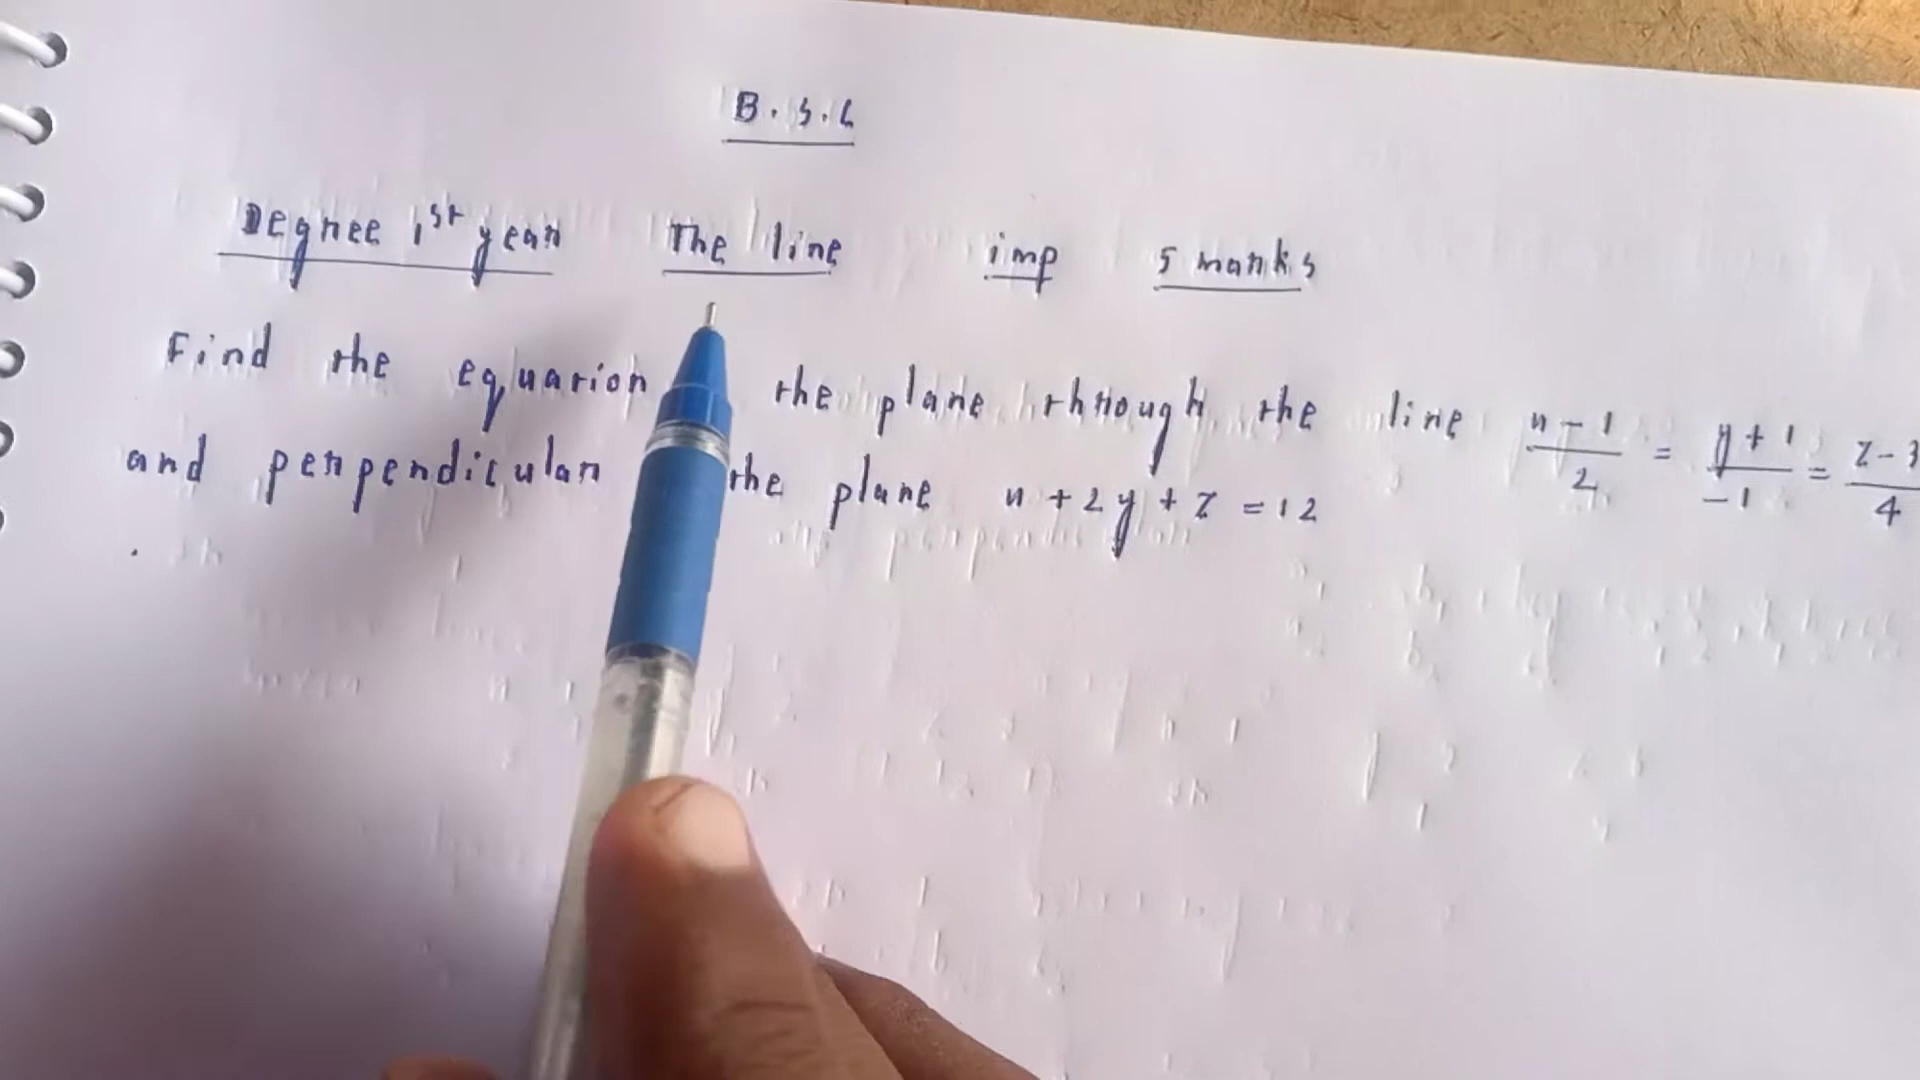 B.S.C
Degree 1st year The line imp 5 marks
Find the equation the plane through the line x-1/2 = y+1/-1 = z-3/4
and perpendicular the plane x+2y+z=12